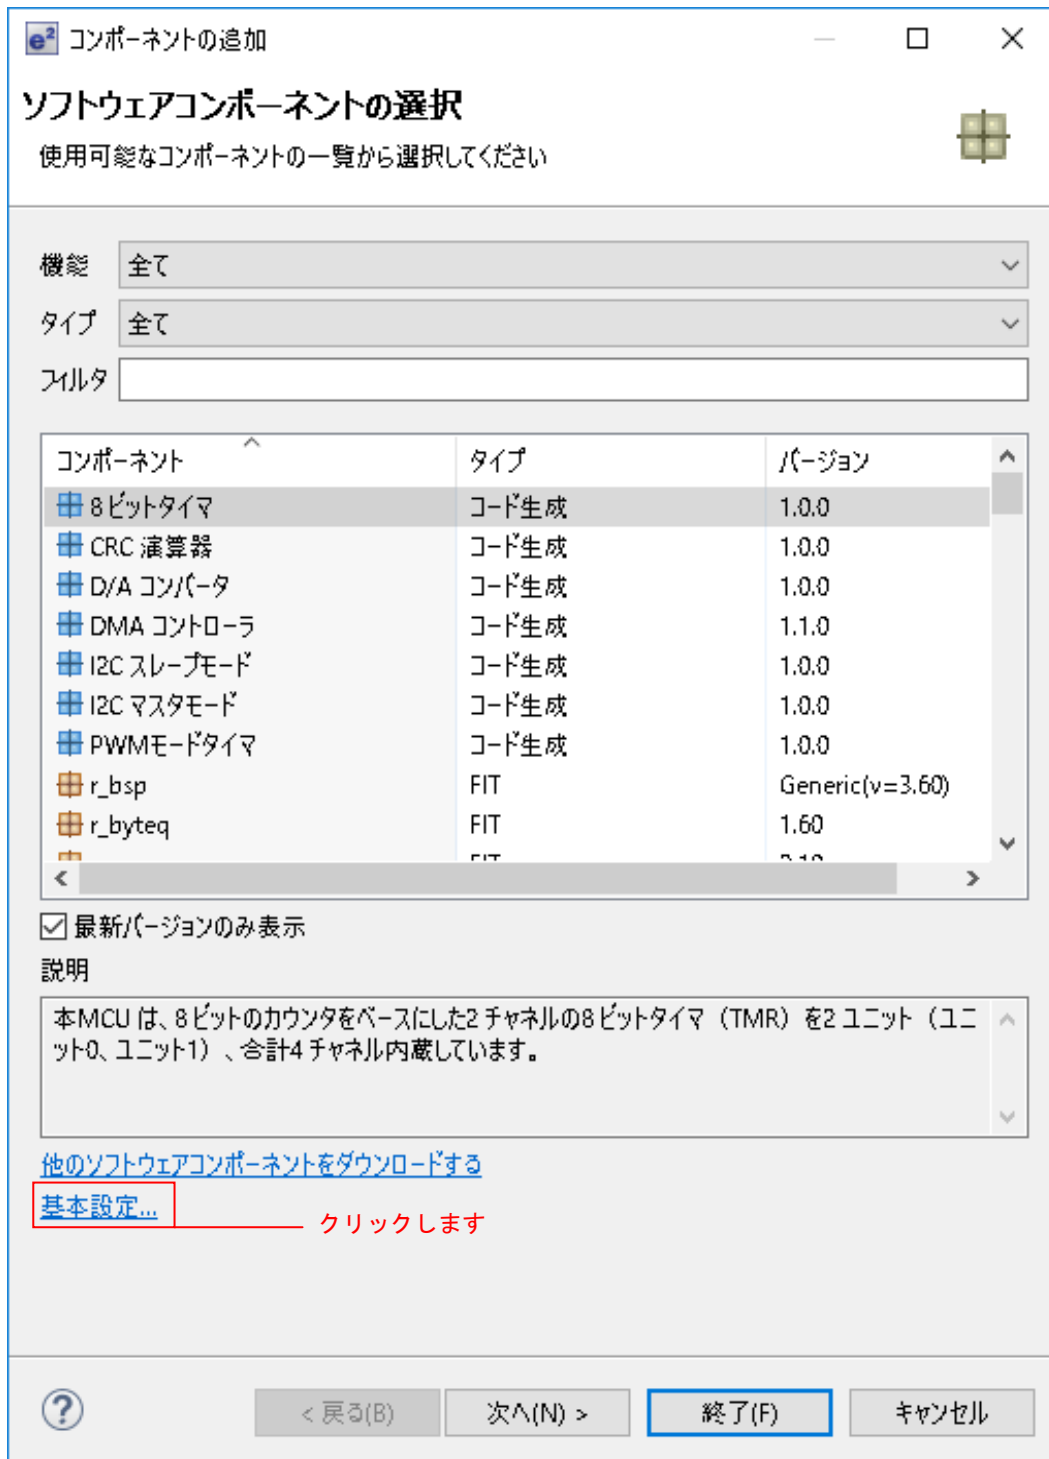 e² コンポーネントの追加
ソフトウェアコンポーネントの選択
使用可能なコンポーネントの一覧から選択してください
機能 全て
タイプ 全て
フィルタ
コンポーネント タイプ バージョン
8 ビットタイマ コード生成 1.0.0
CRC 演算器 コード生成 1.0.0
D/A コンバータ コード生成 1.0.0
DMA コントローラ コード生成 1.1.0
I2C スレーブモード コード生成 1.0.0
I2C マスタモード コード生成 1.0.0
PWMモードタイマ コード生成 1.0.0
r_bsp FIT Generic(v=3.60)
r_byteq FIT 1.60
最新バージョンのみ表示
説明
本MCU は、8 ビットのカウンタをベースにした2 チャネルの8 ビットタイマ（TMR）を2 ユニット（ユニ
ット0、ユニット1）、合計4 チャネル内蔵しています。
他のソフトウェアコンポーネントをダウンロードする
基本設定...
クリックします
? < 戻る(B) 次へ(N) > 終了(F) キャンセル